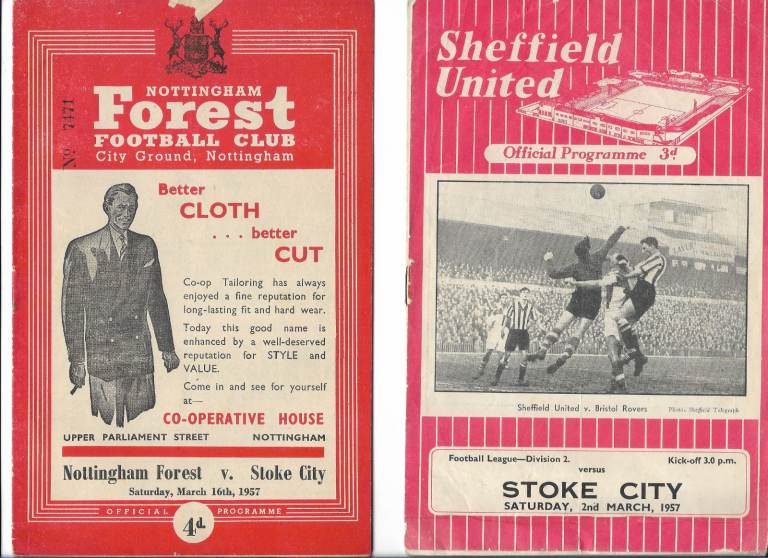 No 7471
NOTTINGHAM
Forest
FOOTBALL CLUB
City Ground, Nottingham
Better
CLOTH
. . . better
CUT
Co-op Tailoring has always
enjoyed a fine reputation for
long-lasting fit and hard wear.
Today this good name is
enhanced by a well-deserved
reputation for STYLE and
VALUE.
Come in and see for yourself
at—
CO-OPERATIVE HOUSE
UPPER PARLIAMENT STREET NOTTINGHAM
Nottingham Forest v. Stoke City
Saturday, March 16th, 1957
OFFICIAL PROGRAMME
4d.
Sheffield
United
Official Programme 3d.
Sheffield United v. Bristol Rovers Photo: Sheffield Telegraph
Football League—Division 2. Kick-off 3.0 p.m.
versus
STOKE CITY
SATURDAY, 2nd MARCH, 1957